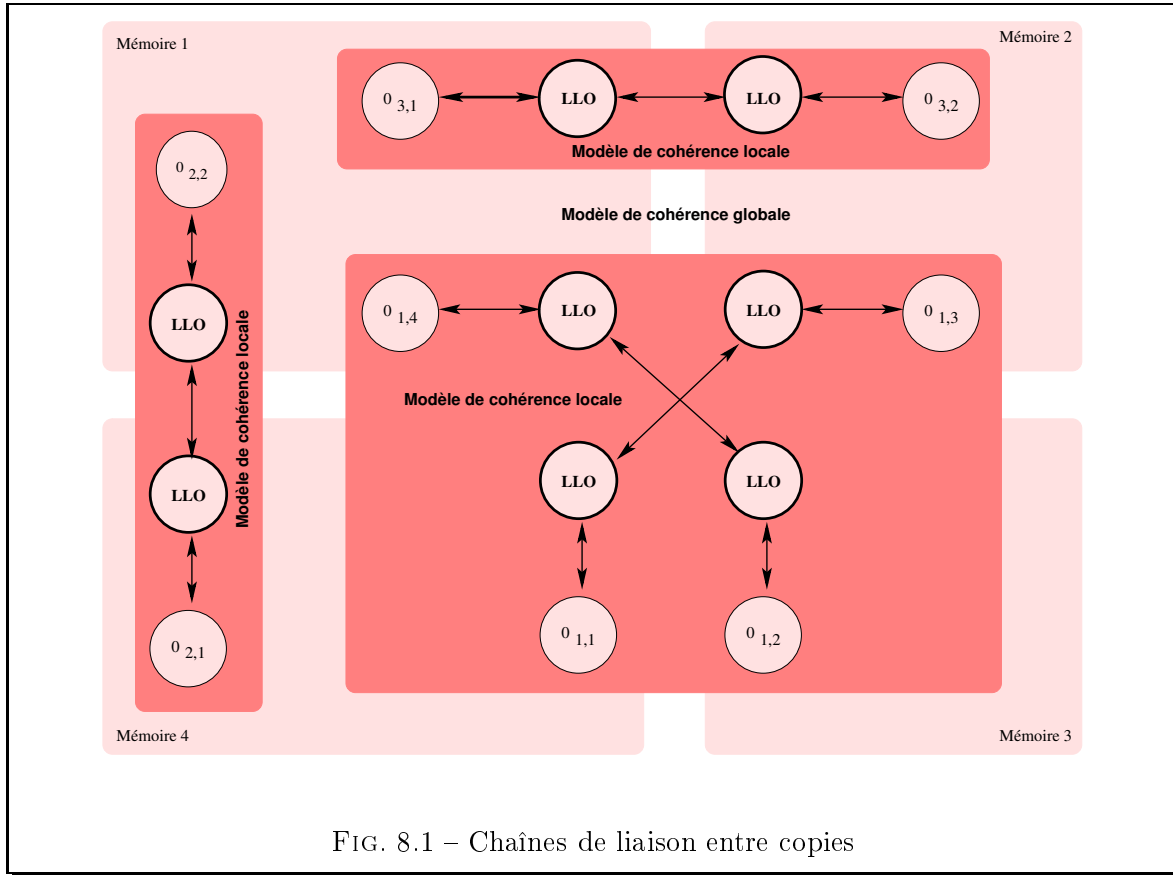 Mémoire 1
Mémoire 2
0 3,1
LLO
LLO
0 3,2
Modèle de cohérence locale
0 2,2
Modèle de cohérence globale
0 1,4
LLO
LLO
0 1,3
LLO
Modèle de cohérence locale
Modèle de cohérence locale
LLO
LLO
LLO
0 2,1
0 1,1
0 1,2
Mémoire 4
Mémoire 3
FIG. 8.1 – Chaînes de liaison entre copies